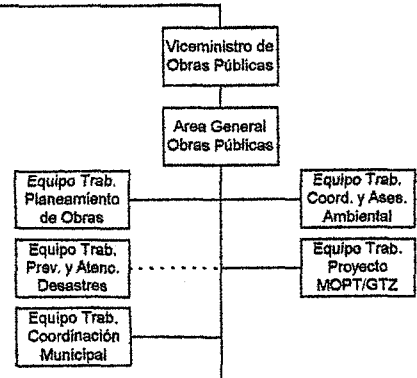 Viceministro de
Obras Públicas
Area General
Obras Públicas
Equipo Trab.
Planeamiento
de Obras
Equipo Trab.
Coord. y Ases.
Ambiental
Equipo Trab.
Prev. y Atenc.
Desastres
Equipo Trab.
Proyecto
MOPT/GTZ
Equipo Trab.
Coordinación
Municipal